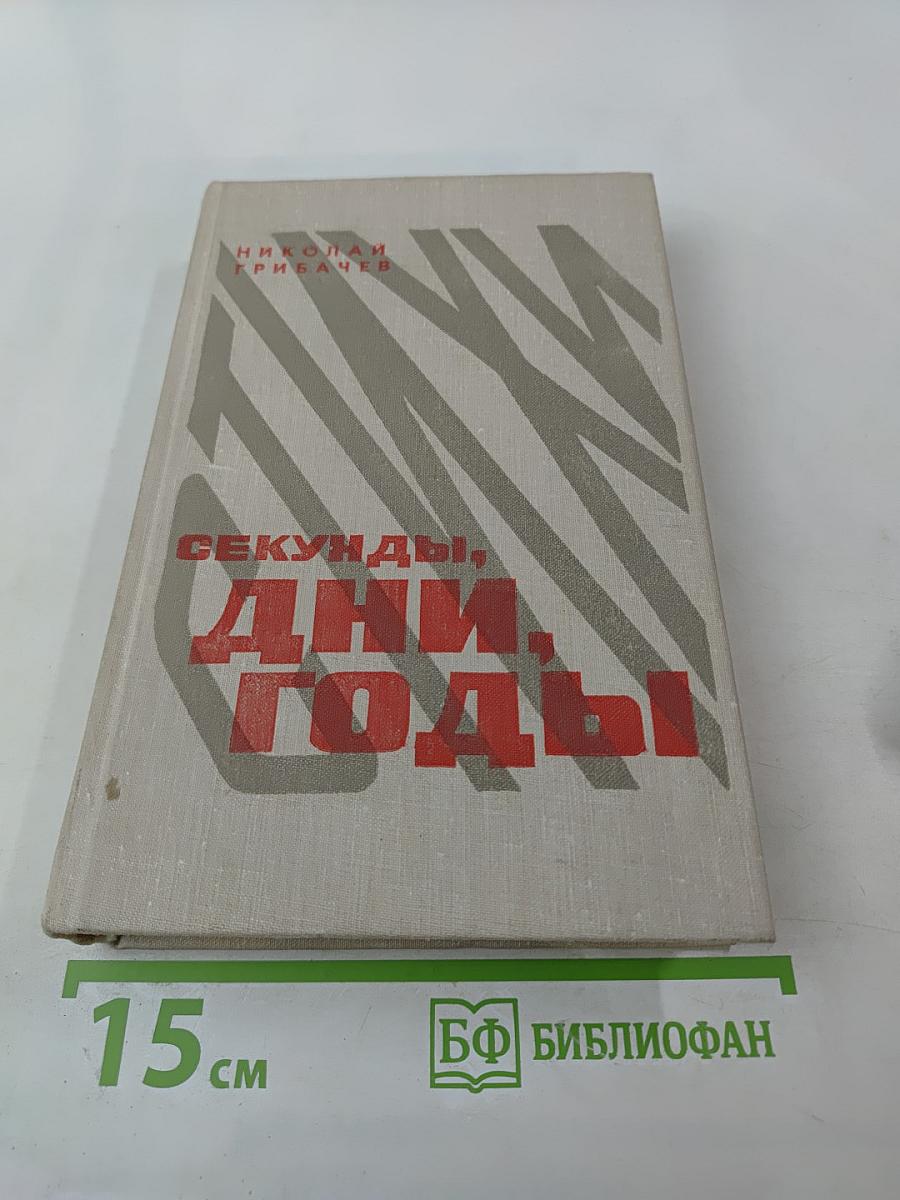 НИКОЛАЙ
ГРИБАЧЕВ
СТИХИ
СЕКУНДЫ,
ДНИ,
ГОДЫ
15 см БФ БИБЛИОФАН